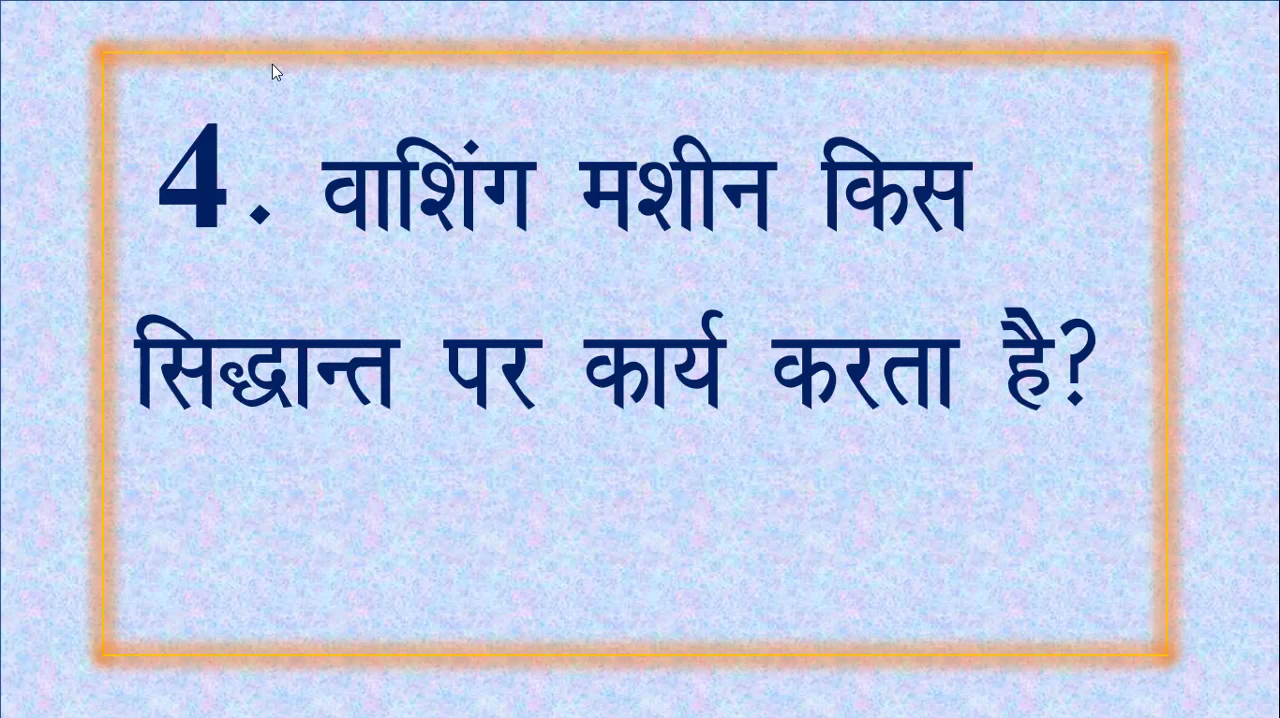 4. वाशिंग मशीन किस
सिद्धान्त पर कार्य करता है?